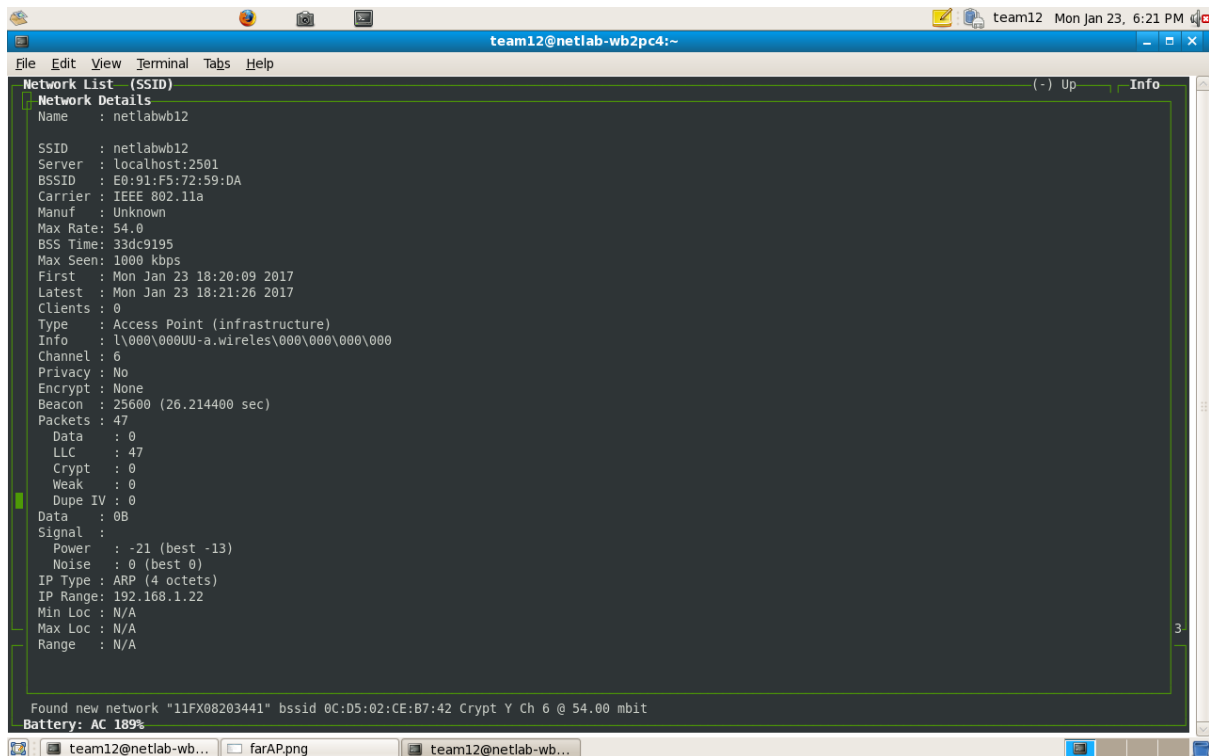 team12 Mon Jan 23, 6:21 PM
team12@netlab-wb2pc4:~
File Edit View Terminal Tabs Help
Network List (SSID) (-) Up Info
Network Details
Name : netlabwb12
SSID : netlabwb12
Server : localhost:2501
BSSID : E0:91:F5:72:59:DA
Carrier : IEEE 802.11a
Manuf : Unknown
Max Rate: 54.0
BSS Time: 33dc9195
Max Seen: 1000 kbps
First : Mon Jan 23 18:20:09 2017
Latest : Mon Jan 23 18:21:26 2017
Clients : 0
Type : Access Point (infrastructure)
Info : l\000\000UU-a.wireles\000\000\000\000
Channel : 6
Privacy : No
Encrypt : None
Beacon : 25600 (26.214400 sec)
Packets : 47
Data : 0
LLC : 47
Crypt : 0
Weak : 0
Dupe IV : 0
Data : 0B
Signal :
Power : -21 (best -13)
Noise : 0 (best 0)
IP Type : ARP (4 octets)
IP Range: 192.168.1.22
Min Loc : N/A
Max Loc : N/A 3
Range : N/A
Found new network "11FX08203441" bssid 0C:D5:02:CE:B7:42 Crypt Y Ch 6 @ 54.00 mbit
Battery: AC 189%
team12@netlab-wb... farAP.png team12@netlab-wb...